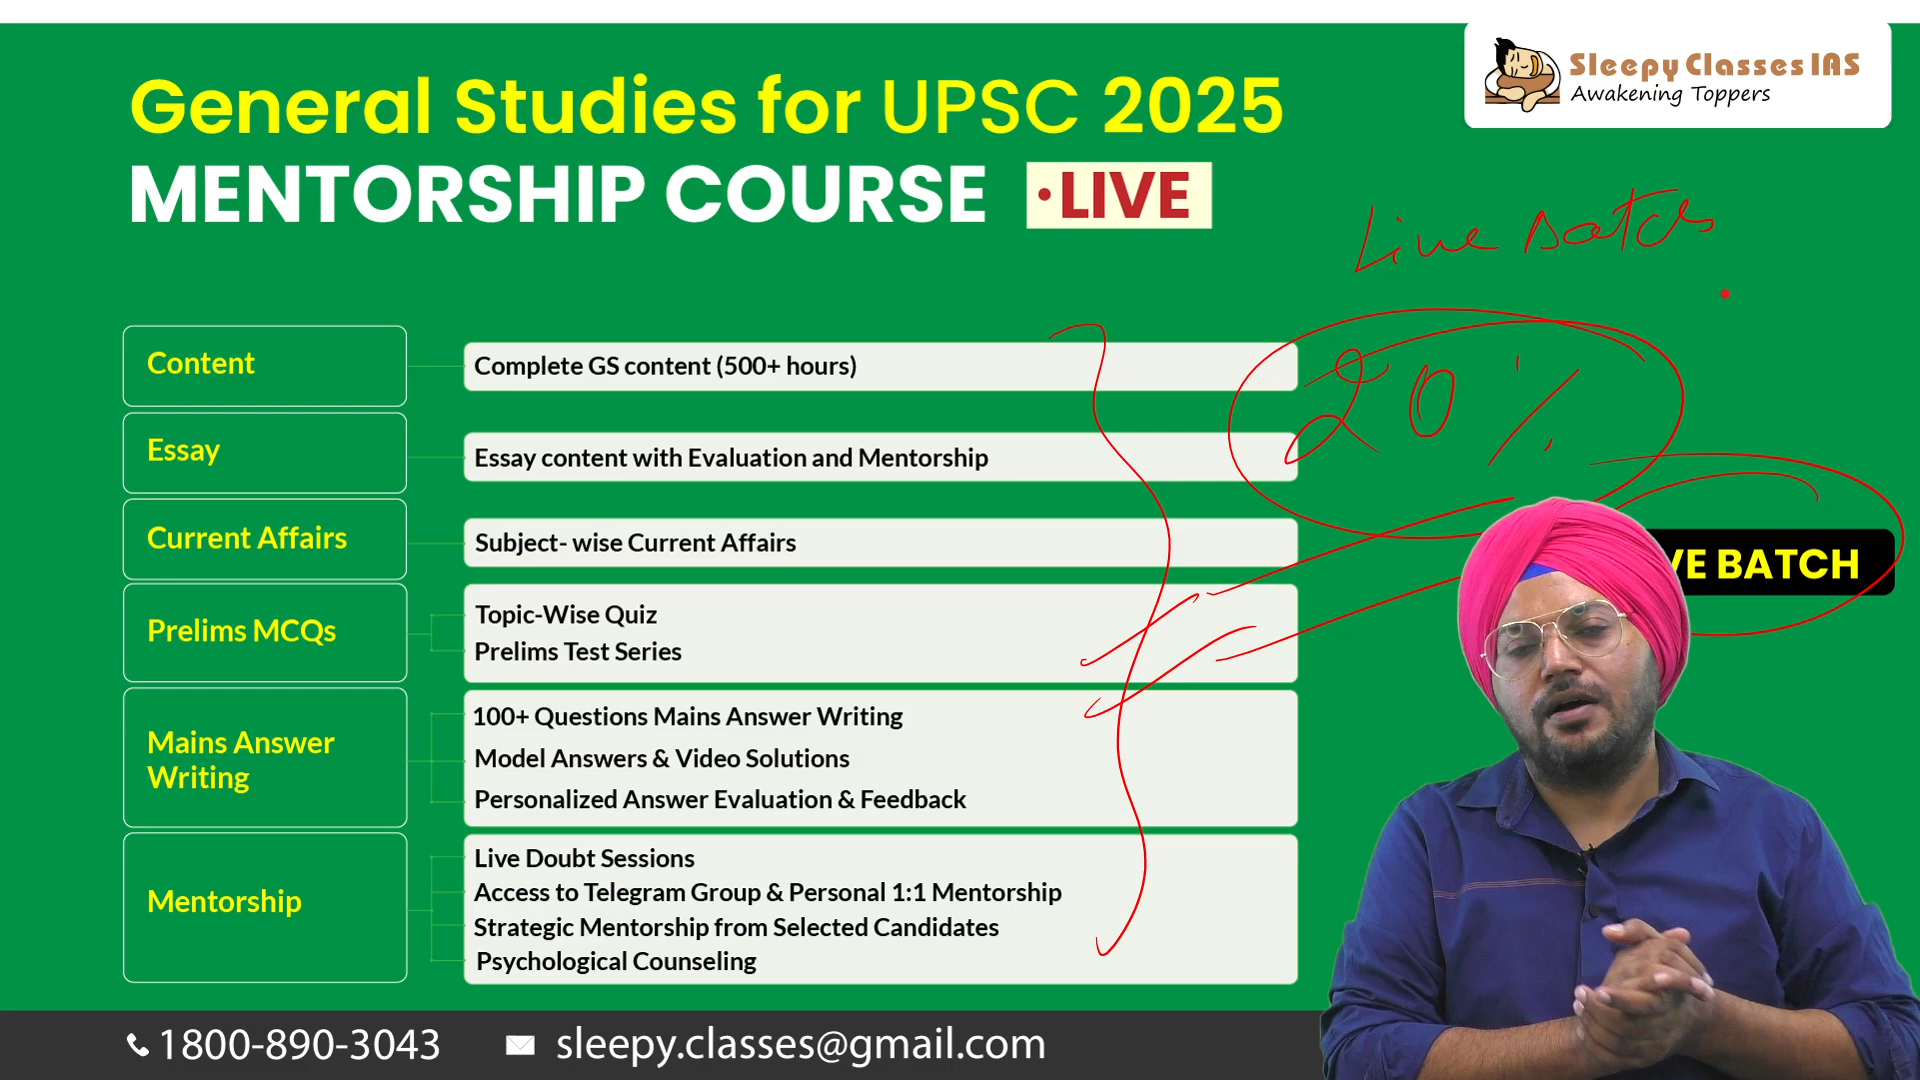 General Studies for UPSC 2025
MENTORSHIP COURSE • LIVE
Sleepy Classes IAS
Awakening Toppers
Live Batch
20%
Content
Complete GS content (500+ hours)
Essay
Essay content with Evaluation and Mentorship
Current Affairs
Subject- wise Current Affairs
VE BATCH
Prelims MCQs
Topic-Wise Quiz
Prelims Test Series
Mains Answer
Writing
100+ Questions Mains Answer Writing
Model Answers & Video Solutions
Personalized Answer Evaluation & Feedback
Mentorship
Live Doubt Sessions
Access to Telegram Group & Personal 1:1 Mentorship
Strategic Mentorship from Selected Candidates
Psychological Counseling
1800-890-3043
sleepy.classes@gmail.com